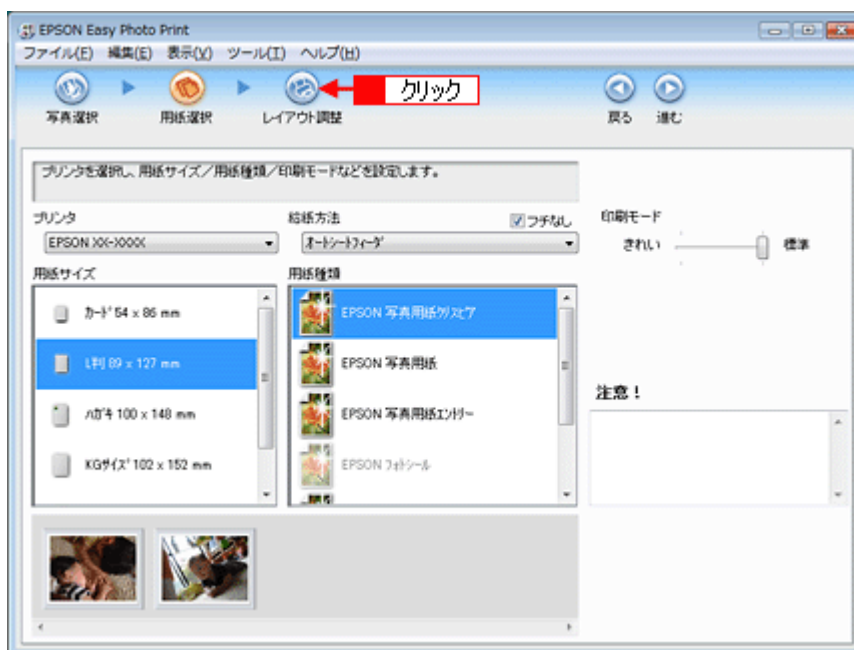 EPSON Easy Photo Print
ファイル(F) 編集(E) 表示(V) ツール(T) ヘルプ(H)
クリック
写真選択 用紙選択 レイアウト調整 戻る 進む
プリンタを選択し、用紙サイズ/用紙種類/印刷モードなどを設定します。
プリンタ 給紙方法 フチなし 印刷モード
EPSON XX-XXXX オートシートフィーダ きれい 標準
用紙サイズ 用紙種類
カード 54 x 86 mm EPSON 写真用紙クリスピア
L判 89 x 127 mm EPSON 写真用紙
注意!
ハガキ 100 x 148 mm EPSON 写真用紙エントリー
KGサイズ 102 x 152 mm EPSON フォトシール